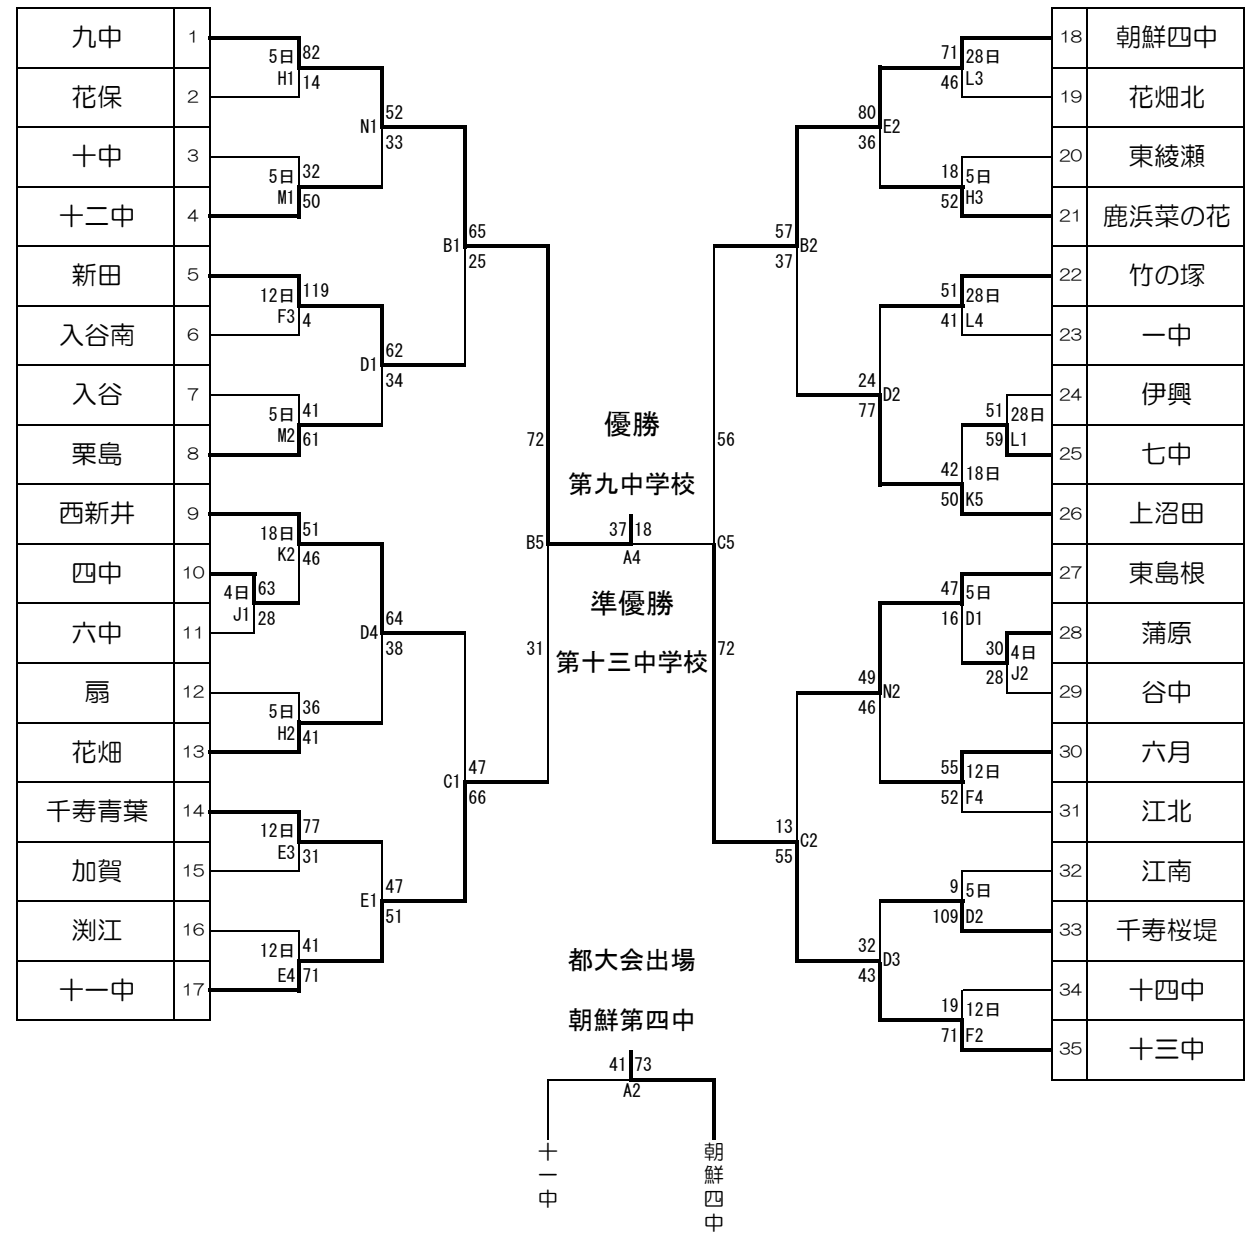 九中 1
花保 2
十中 3
十二中 4
新田 5
入谷南 6
入谷 7
栗島 8
西新井 9
四中 10
六中 11
扇 12
花畑 13
千寿青葉 14
加賀 15
渕江 16
十一中 17
5日 82
H1 14
5日 32
M1 50
12日 119
F3 4
5日 41
M2 61
18日 51
K2 46
4日 63
J1 28
5日 36
H2 41
12日 77
E3 31
12日 41
E4 71
N1 52
33
D1 62
34
D4 64
38
E1 47
51
B1 65
25
C1 47
66
72
B5
31
優勝
第九中学校
37 18
A4
準優勝
第十三中学校
56
C5
72
57 B2
37
13 C2
55
80 E2
36
24 D2
77
49 N2
46
32 D3
43
71 28日
46 L3
18 5日
52 H3
51 28日
41 L4
51 28日
59 L1
42 18日
50 K5
47 5日
16 D1
30 4日
28 J2
55 12日
52 F4
9 5日
109 D2
19 12日
71 F2
18 朝鮮四中
19 花畑北
20 東綾瀬
21 鹿浜菜の花
22 竹の塚
23 一中
24 伊興
25 七中
26 上沼田
27 東島根
28 蒲原
29 谷中
30 六月
31 江北
32 江南
33 千寿桜堤
34 十四中
35 十三中
都大会出場
朝鮮第四中
41 73
A2
十一中
朝鮮四中